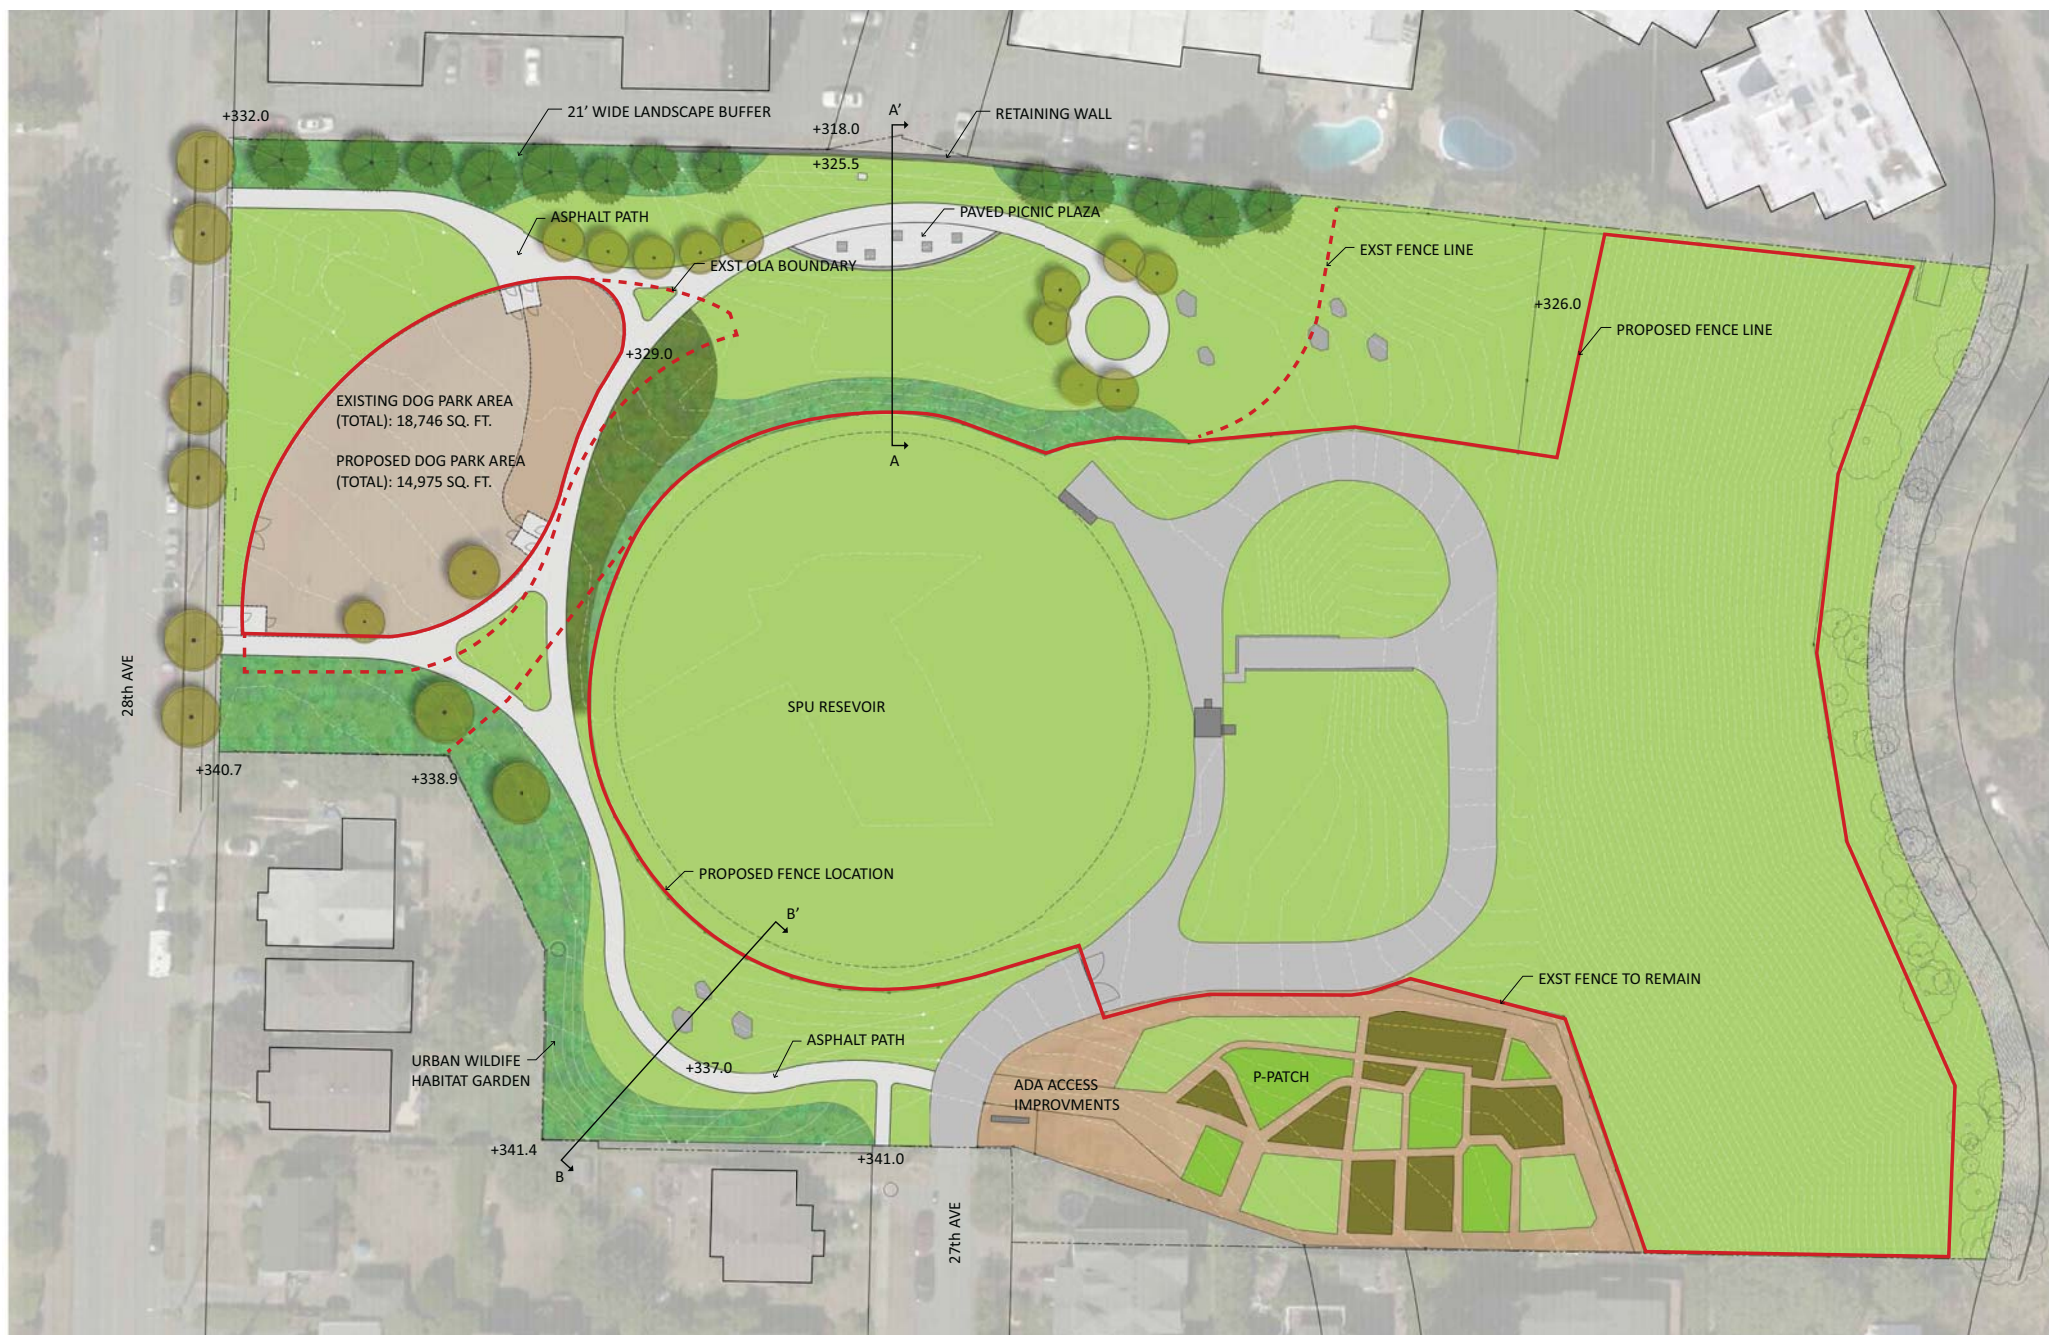 +332.0
21' WIDE LANDSCAPE BUFFER
A'
RETAINING WALL
+318.0
+325.5
ASPHALT PATH
PAVED PICNIC PLAZA
EXST OLA BOUNDARY
EXST FENCE LINE
+326.0
PROPOSED FENCE LINE
+329.0
EXISTING DOG PARK AREA
(TOTAL): 18,746 SQ. FT.
PROPOSED DOG PARK AREA
(TOTAL): 14,975 SQ. FT.
A
28th AVE
SPU RESEVOIR
+340.7
+338.9
PROPOSED FENCE LOCATION
B'
EXST FENCE TO REMAIN
ASPHALT PATH
URBAN WILDIFE
HABITAT GARDEN
+337.0
ADA ACCESS
IMPROVMENTS
P-PATCH
+341.4
B
+341.0
27th AVE